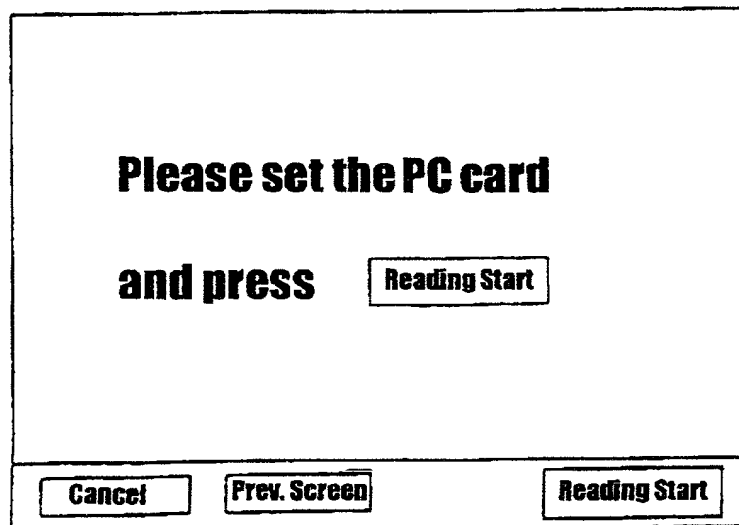 Please set the PC card
and press Reading Start
Cancel Prev. Screen Reading Start